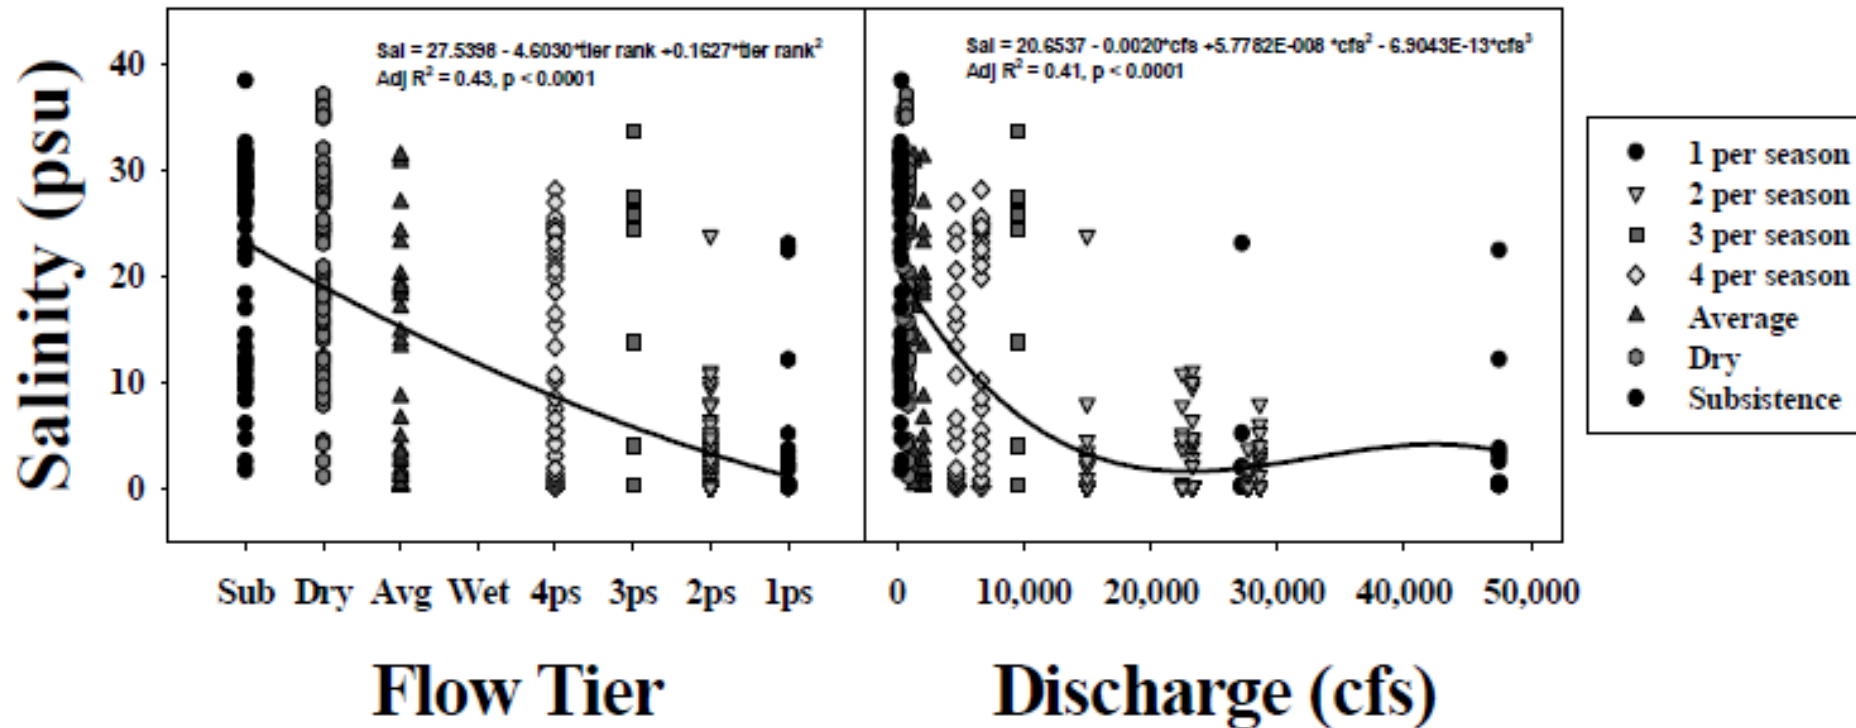 Sal = 27.5398 - 4.6030*tier rank +0.1627*tier rank²
Adj R² = 0.43, p < 0.0001
Sal = 20.6537 - 0.0020*cfs +5.7782E-008 *cfs² - 6.9043E-13*cfs³
Adj R² = 0.41, p < 0.0001
Salinity (psu)
40
30
20
10
0
Sub Dry Avg Wet 4ps 3ps 2ps 1ps
0 10,000 20,000 30,000 40,000 50,000
Flow Tier
Discharge (cfs)
1 per season
2 per season
3 per season
4 per season
Average
Dry
Subsistence